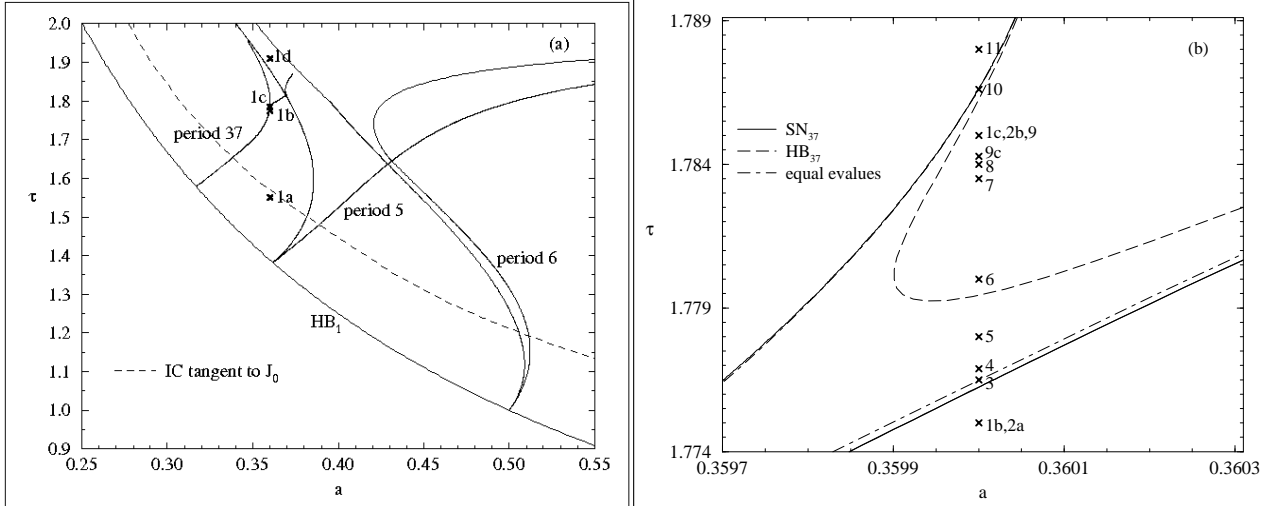 2.0
(a)
1.9
1d
1.8
1c
1b
1.7
period 37
1.6
τ
1a
1.5
period 5
1.4
period 6
1.3
HB1
1.2
IC tangent to J0
1.1
1.0
0.9
0.25 0.30 0.35 0.40 0.45 0.50 0.55
a
1.789
11
(b)
10
SN37
1c,2b,9
HB37
9c
1.784
8
equal evalues
7
τ
6
1.779
5
4
3
1b,2a
1.774
0.3597 0.3599 0.3601 0.3603
a